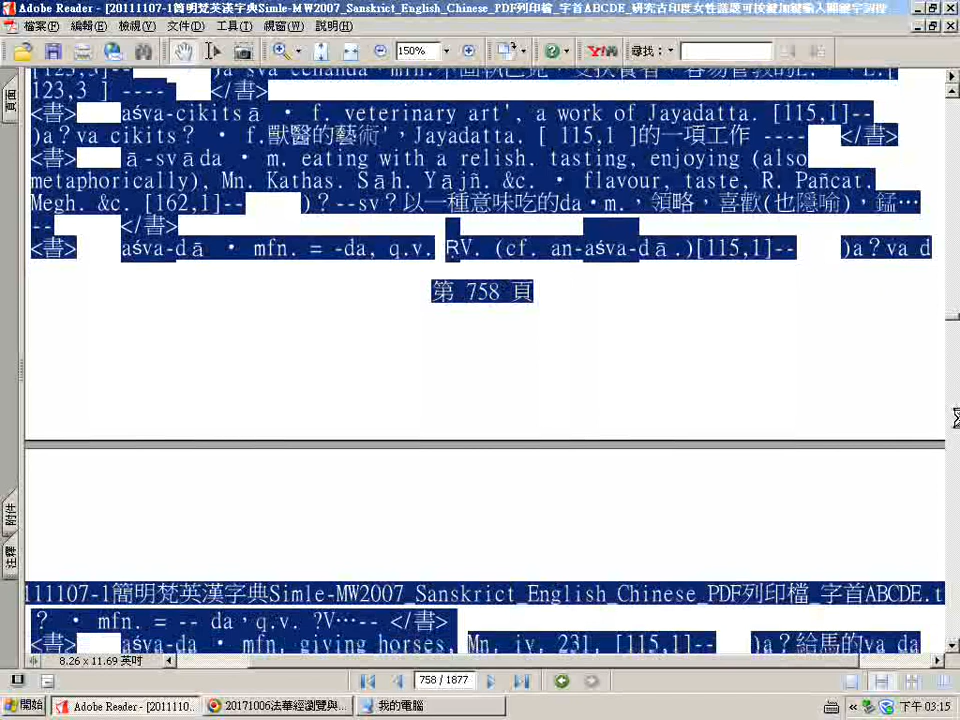 Adobe Reader - [20111107-1簡明梵英漢字典Simle-MW2007_Sanskrict_English_Chinese_PDF列印檔_字首ABCDE_研究古印度女性議題可按
檔案(F) 編輯(E) 檢視(V) 文件(D) 工具(T) 視窗(W) 說明(H)
150% 尋找：
頁面
123,3 ] ---- </書>
<書> aśva-cikitsā • f. veterinary art', a work of Jayadatta. [115,1]--
)a？va cikits？ • f.獸醫的藝術'，Jayadatta. [ 115,1 ]的一項工作 ---- </書>
<書> ā-svāda • m. eating with a relish. tasting, enjoying (also
metaphorically), Mn. Kathas. Sāh. Yājñ. &c. • flavour, taste, R. Pañcat.
Megh. &c. [162,1]-- )？--sv？以一種意味吃的da•m.，領略，喜歡(也隱喻)，錳…
-- </書>
<書> aśva-dā • mfn. = -da, q.v. RV. (cf. an-aśva-dā.)[115,1]-- )a？va d
第 758 頁
附件
注釋
111107-1簡明梵英漢字典Simle-MW2007_Sanskrict_English_Chinese_PDF列印檔_字首ABCDE.t
？ • mfn. = -- da，q.v. ?V…-- </書>
<書> aśva-da • mfn. giving horses, Mn. iv, 231. [115,1]-- )a？給馬的va da
8.26 x 11.69 英吋
758 / 1877
開始 Adobe Reader - [2011110... 20171006法華經瀏覽與... 我的電腦 下午 03:15